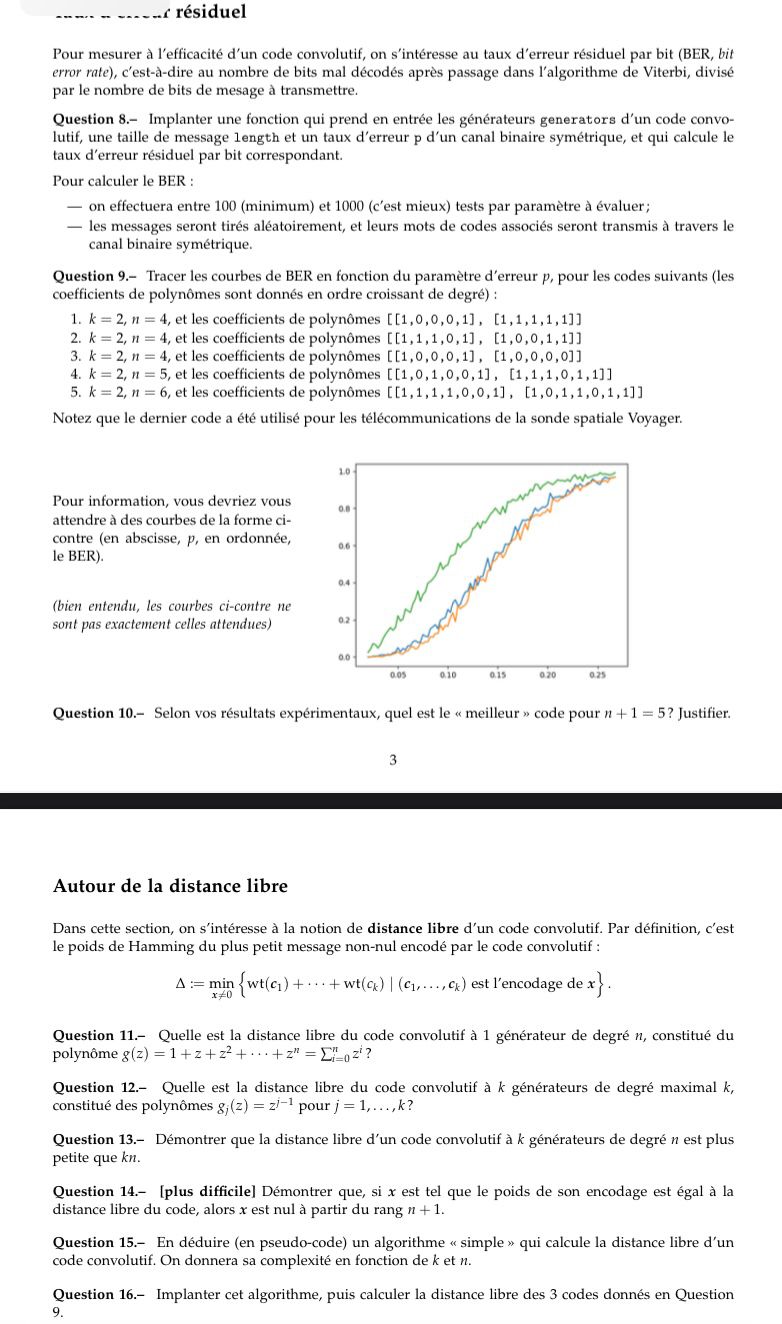 résiduel
Pour mesurer à l'efficacité d'un code convolutif, on s'intéresse au taux d'erreur résiduel par bit (BER, bit
error rate), c'est-à-dire au nombre de bits mal décodés après passage dans l'algorithme de Viterbi, divisé
par le nombre de bits de mesage à transmettre.
Question 8.– Implanter une fonction qui prend en entrée les générateurs generators d'un code convo-
lutif, une taille de message length et un taux d'erreur p d'un canal binaire symétrique, et qui calcule le
taux d'erreur résiduel par bit correspondant.
Pour calculer le BER :
— on effectuera entre 100 (minimum) et 1000 (c'est mieux) tests par paramètre à évaluer;
— les messages seront tirés aléatoirement, et leurs mots de codes associés seront transmis à travers le
canal binaire symétrique.
Question 9.– Tracer les courbes de BER en fonction du paramètre d'erreur p, pour les codes suivants (les
coefficients de polynômes sont donnés en ordre croissant de degré) :
1. k = 2, n = 4, et les coefficients de polynômes [[1,0,0,0,1], [1,1,1,1,1]]
2. k = 2, n = 4, et les coefficients de polynômes [[1,1,1,0,1], [1,0,0,1,1]]
3. k = 2, n = 4, et les coefficients de polynômes [[1,0,0,0,1], [1,0,0,0,0]]
4. k = 2, n = 5, et les coefficients de polynômes [[1,0,1,0,0,1], [1,1,1,0,1,1]]
5. k = 2, n = 6, et les coefficients de polynômes [[1,1,1,1,0,0,1], [1,0,1,1,0,1,1]]
Notez que le dernier code a été utilisé pour les télécommunications de la sonde spatiale Voyager.
Pour information, vous devriez vous
attendre à des courbes de la forme ci-
contre (en abscisse, p, en ordonnée,
le BER).
(bien entendu, les courbes ci-contre ne
sont pas exactement celles attendues)
1.0
0.8
0.6
0.4
0.2
0.0
0.05 0.10 0.15 0.20 0.25
Question 10.– Selon vos résultats expérimentaux, quel est le « meilleur » code pour n + 1 = 5? Justifier.
3
Autour de la distance libre
Dans cette section, on s'intéresse à la notion de distance libre d'un code convolutif. Par définition, c'est
le poids de Hamming du plus petit message non-nul encodé par le code convolutif :
Δ := min x≠0 {wt(c₁) + ··· + wt(cₖ) | (c₁, ..., cₖ) est l'encodage de x} .
Question 11.– Quelle est la distance libre du code convolutif à 1 générateur de degré n, constitué du
polynôme g(z) = 1 + z + z² + ··· + zⁿ = ∑ⁿᵢ₌₀ zⁱ ?
Question 12.– Quelle est la distance libre du code convolutif à k générateurs de degré maximal k,
constitué des polynômes gⱼ(z) = zʲ⁻¹ pour j = 1, ..., k?
Question 13.– Démontrer que la distance libre d'un code convolutif à k générateurs de degré n est plus
petite que kn.
Question 14.– [plus difficile] Démontrer que, si x est tel que le poids de son encodage est égal à la
distance libre du code, alors x est nul à partir du rang n + 1.
Question 15.– En déduire (en pseudo-code) un algorithme « simple » qui calcule la distance libre d'un
code convolutif. On donnera sa complexité en fonction de k et n.
Question 16.– Implanter cet algorithme, puis calculer la distance libre des 3 codes donnés en Question
9.